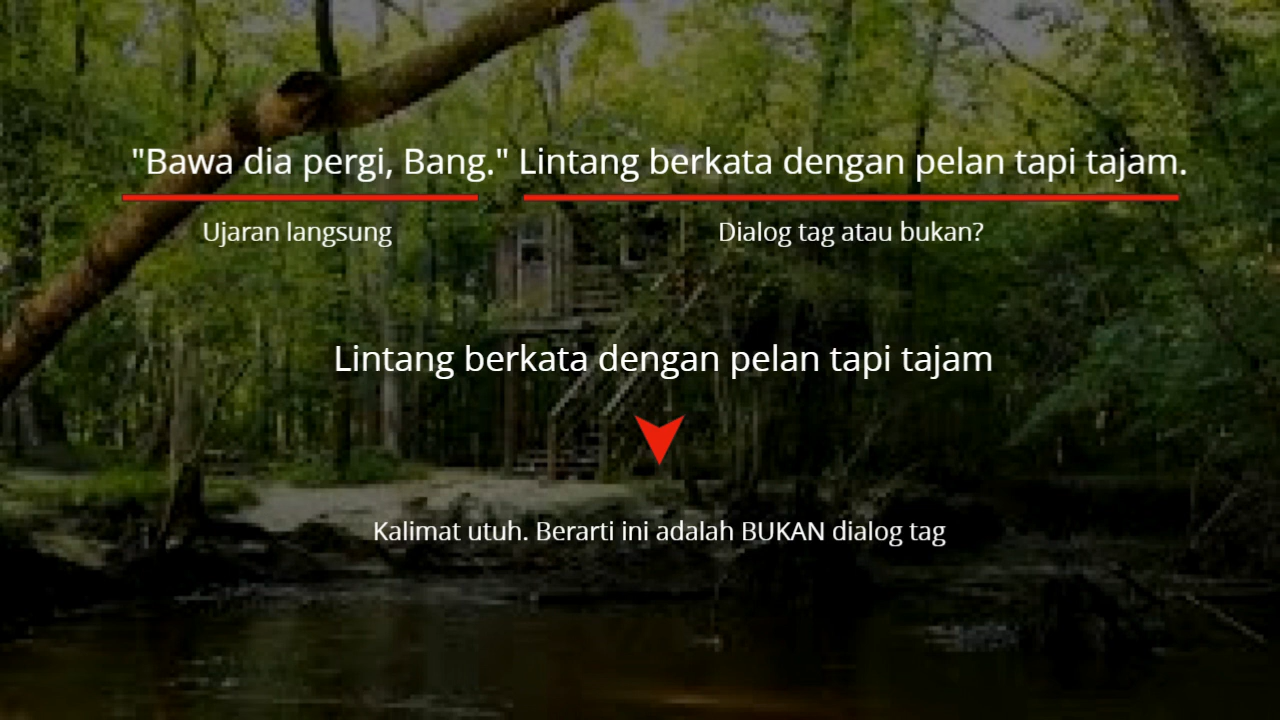 "Bawa dia pergi, Bang." Lintang berkata dengan pelan tapi tajam.
Ujaran langsung
Dialog tag atau bukan?
Lintang berkata dengan pelan tapi tajam
Kalimat utuh. Berarti ini adalah BUKAN dialog tag